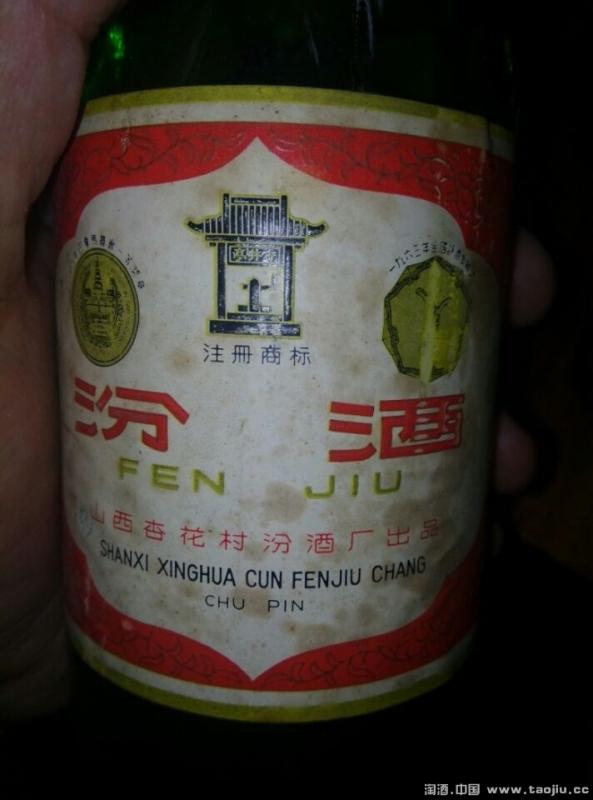 注冊商标
汾酒
FEN JIU
山西杏花村汾酒厂出品
SHANXI XINGHUA CUN FENJIU CHANG
CHU PIN
淘酒.中国 www.taojiu.cc